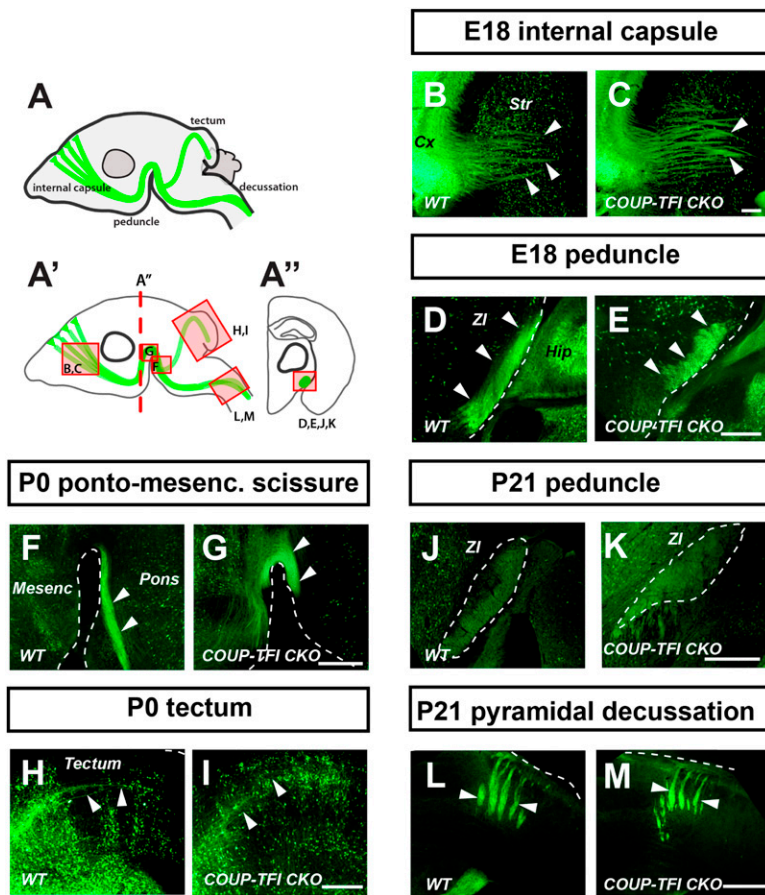 E18 internal capsule
A
tectum
internal capsule
decussation
peduncle
B
Str
Cx
WT
C
COUP-TFI CKO
A'
A''
A''
G
F
H,I
B,C
L,M
D,E,J,K
E18 peduncle
D
ZI
Hip
WT
E
COUP-TFI CKO
P0 ponto-mesenc. scissure
F
Mesenc
Pons
WT
G
COUP-TFI CKO
P21 peduncle
J
ZI
WT
K
ZI
COUP-TFI CKO
P0 tectum
H
Tectum
WT
I
COUP-TFI CKO
P21 pyramidal decussation
L
WT
M
COUP-TFI CKO